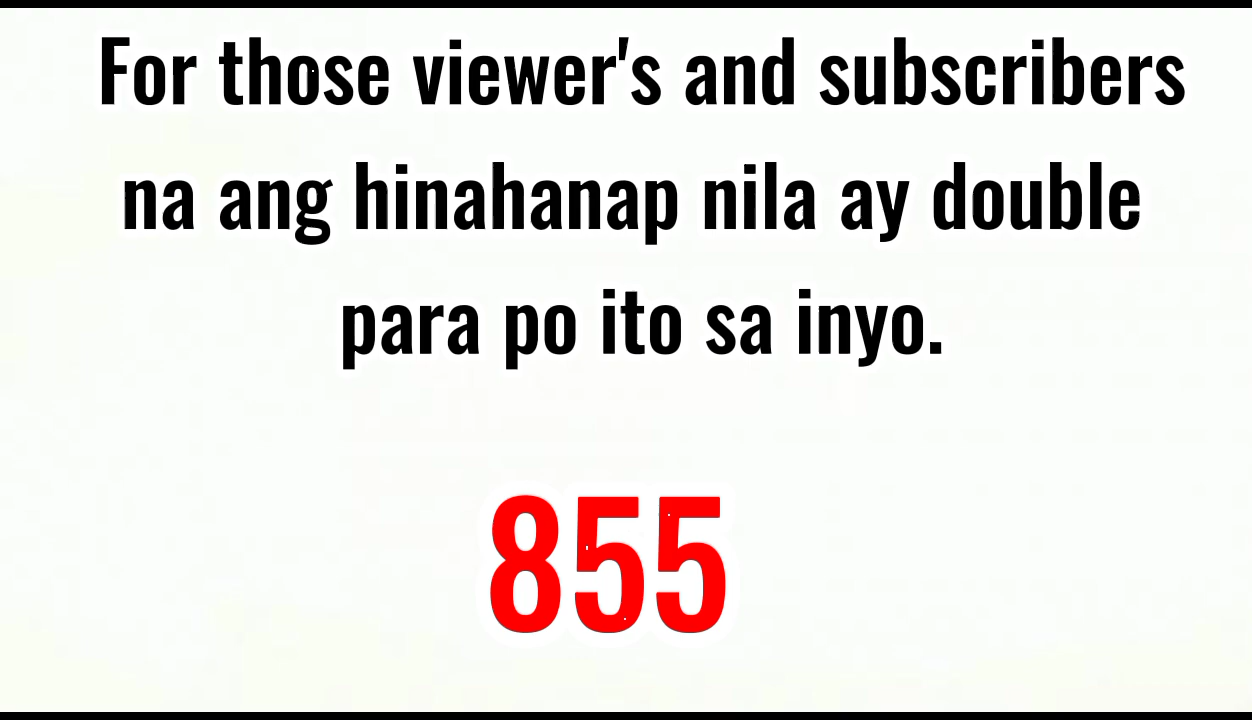 For those viewer's and subscribers
na ang hinahanap nila ay double
para po ito sa inyo.
855